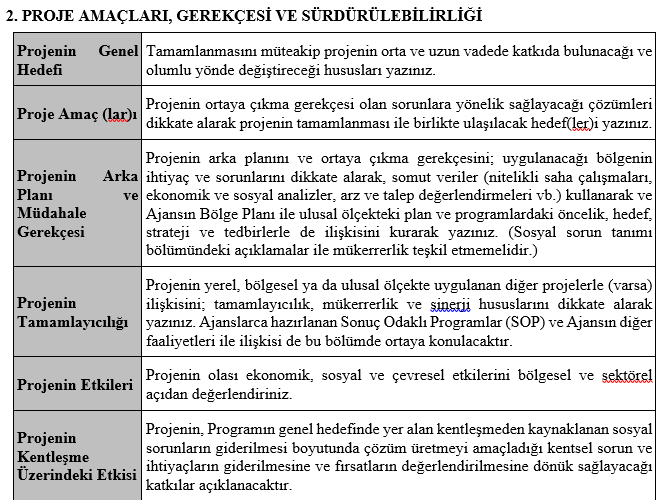 2. PROJE AMAÇLARI, GEREKÇESİ VE SÜRDÜRÜLEBİLİRLİĞİ
Projenin Genel
Hedefi
Tamamlanmasını müteakip projenin orta ve uzun vadede katkıda bulunacağı ve
olumlu yönde değiştireceği hususları yazınız.
Proje Amaç (lar)ı
Projenin ortaya çıkma gerekçesi olan sorunlara yönelik sağlayacağı çözümleri
dikkate alarak projenin tamamlanması ile birlikte ulaşılacak hedef(ler)i yazınız.
Projenin Arka
Planı ve
Müdahale
Gerekçesi
Projenin arka planını ve ortaya çıkma gerekçesini; uygulanacağı bölgenin
ihtiyaç ve sorunlarını dikkate alarak, somut veriler (nitelikli saha çalışmaları,
ekonomik ve sosyal analizler, arz ve talep değerlendirmeleri vb.) kullanarak ve
Ajansın Bölge Planı ile ulusal ölçekteki plan ve programlardaki öncelik, hedef,
strateji ve tedbirlerle de ilişkisini kurarak yazınız. (Sosyal sorun tanımı
bölümündeki açıklamalar ile mükerrerlik teşkil etmemelidir.)
Projenin
Tamamlayıcılığı
Projenin yerel, bölgesel ya da ulusal ölçekte uygulanan diğer projelerle (varsa)
ilişkisini; tamamlayıcılık, mükerrerlik ve sinerji hususlarını dikkate alarak
yazınız. Ajanslarca hazırlanan Sonuç Odaklı Programlar (SOP) ve Ajansın diğer
faaliyetleri ile ilişkisi de bu bölümde ortaya konulacaktır.
Projenin Etkileri
Projenin olası ekonomik, sosyal ve çevresel etkilerini bölgesel ve sektörel
açıdan değerlendiriniz.
Projenin
Kentleşme
Üzerindeki Etkisi
Projenin, Programın genel hedefinde yer alan kentleşmeden kaynaklanan sosyal
sorunların giderilmesi boyutunda çözüm üretmeyi amaçladığı kentsel sorun ve
ihtiyaçların giderilmesine ve fırsatların değerlendirilmesine dönük sağlayacağı
katkılar açıklanacaktır.